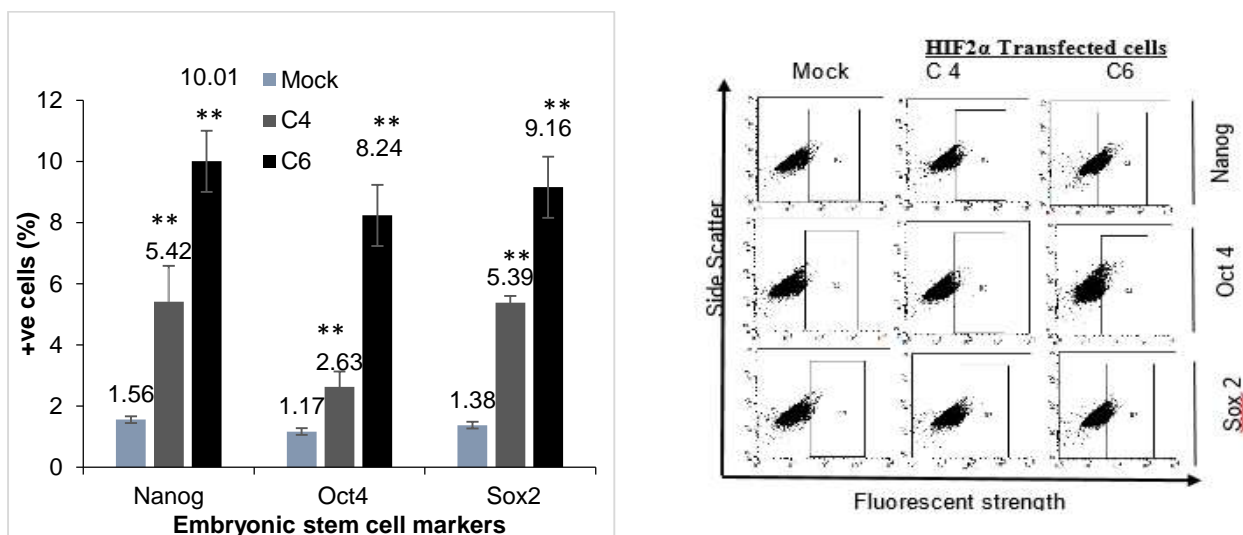 10.01
**
Mock
C4
C6
**
8.24
**
9.16
**
5.42
**
5.39
**
2.63
1.56
1.17
1.38
12
10
8
6
4
2
0
+ve cells (%)
Nanog
Oct4
Sox2
Embryonic stem cell markers
HIF2α Transfected cells
Mock
C 4
C6
Nanog
Oct 4
Sox 2
Side Scatter
Fluorescent strength